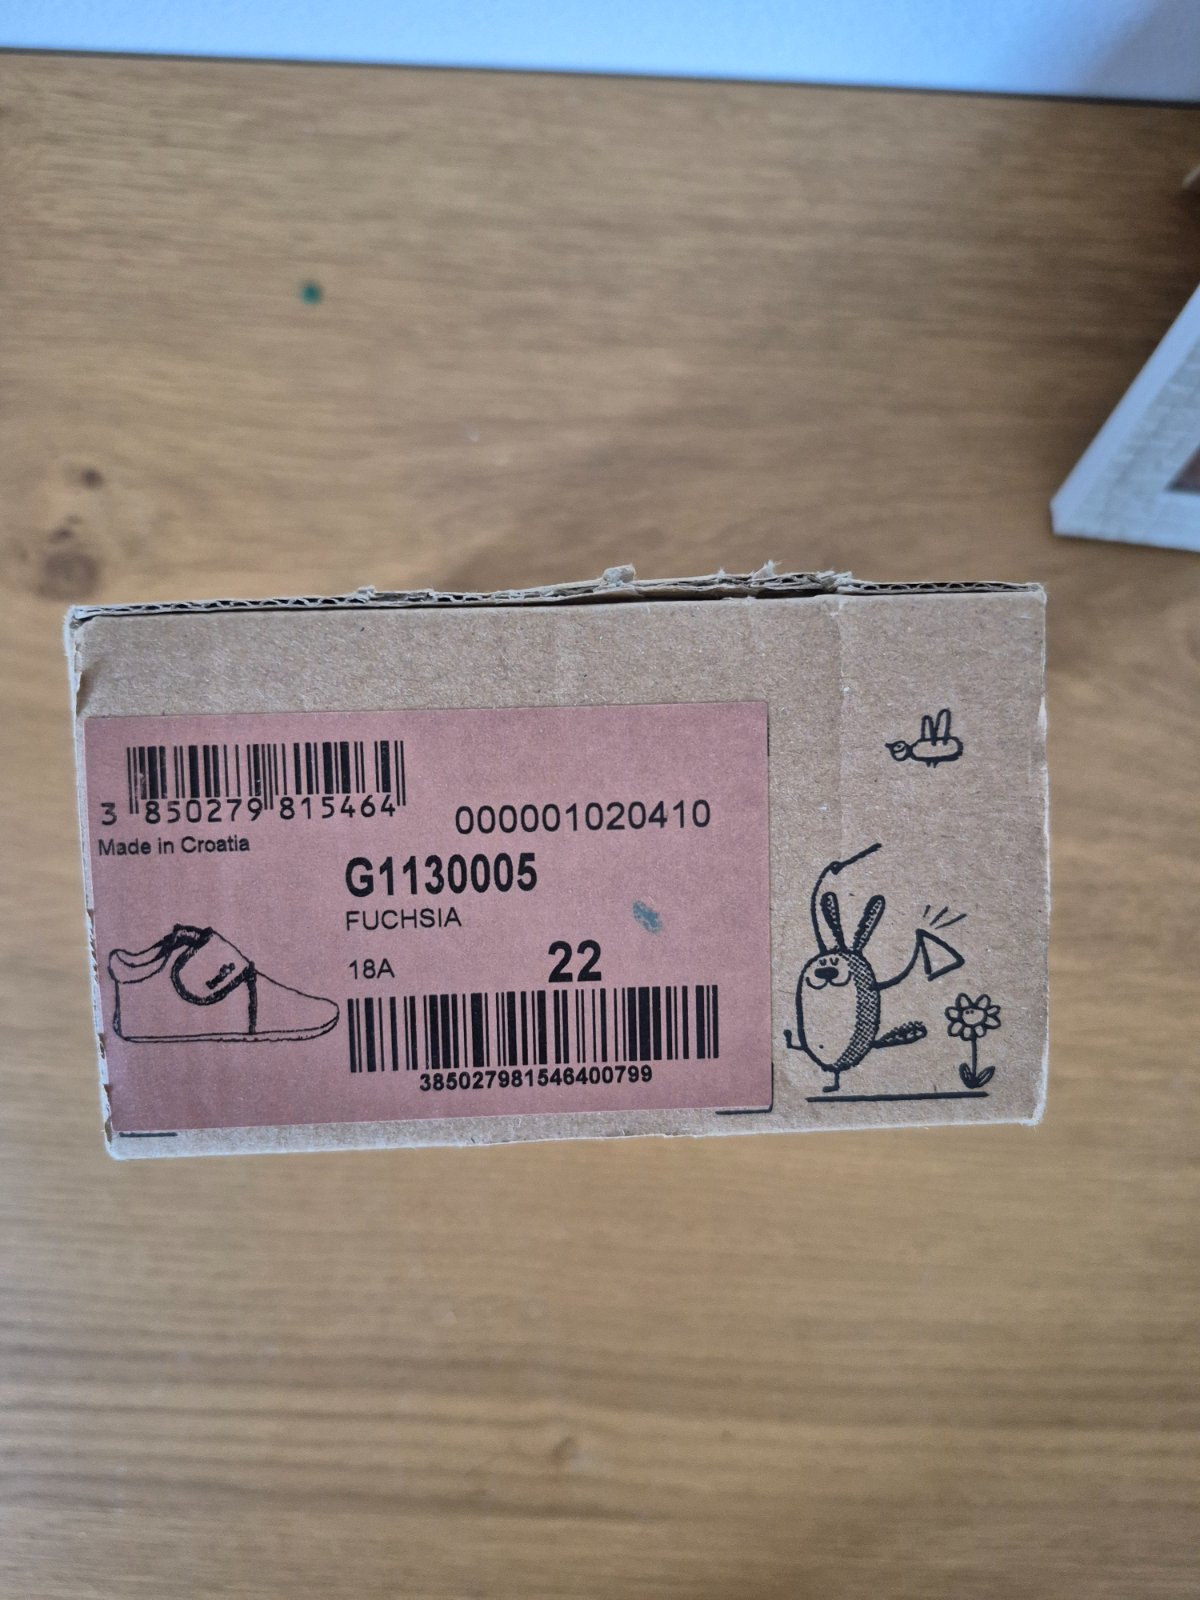 3 850279 815464
000001020410
Made in Croatia
G1130005
FUCHSIA
18A 22
385027981546400799